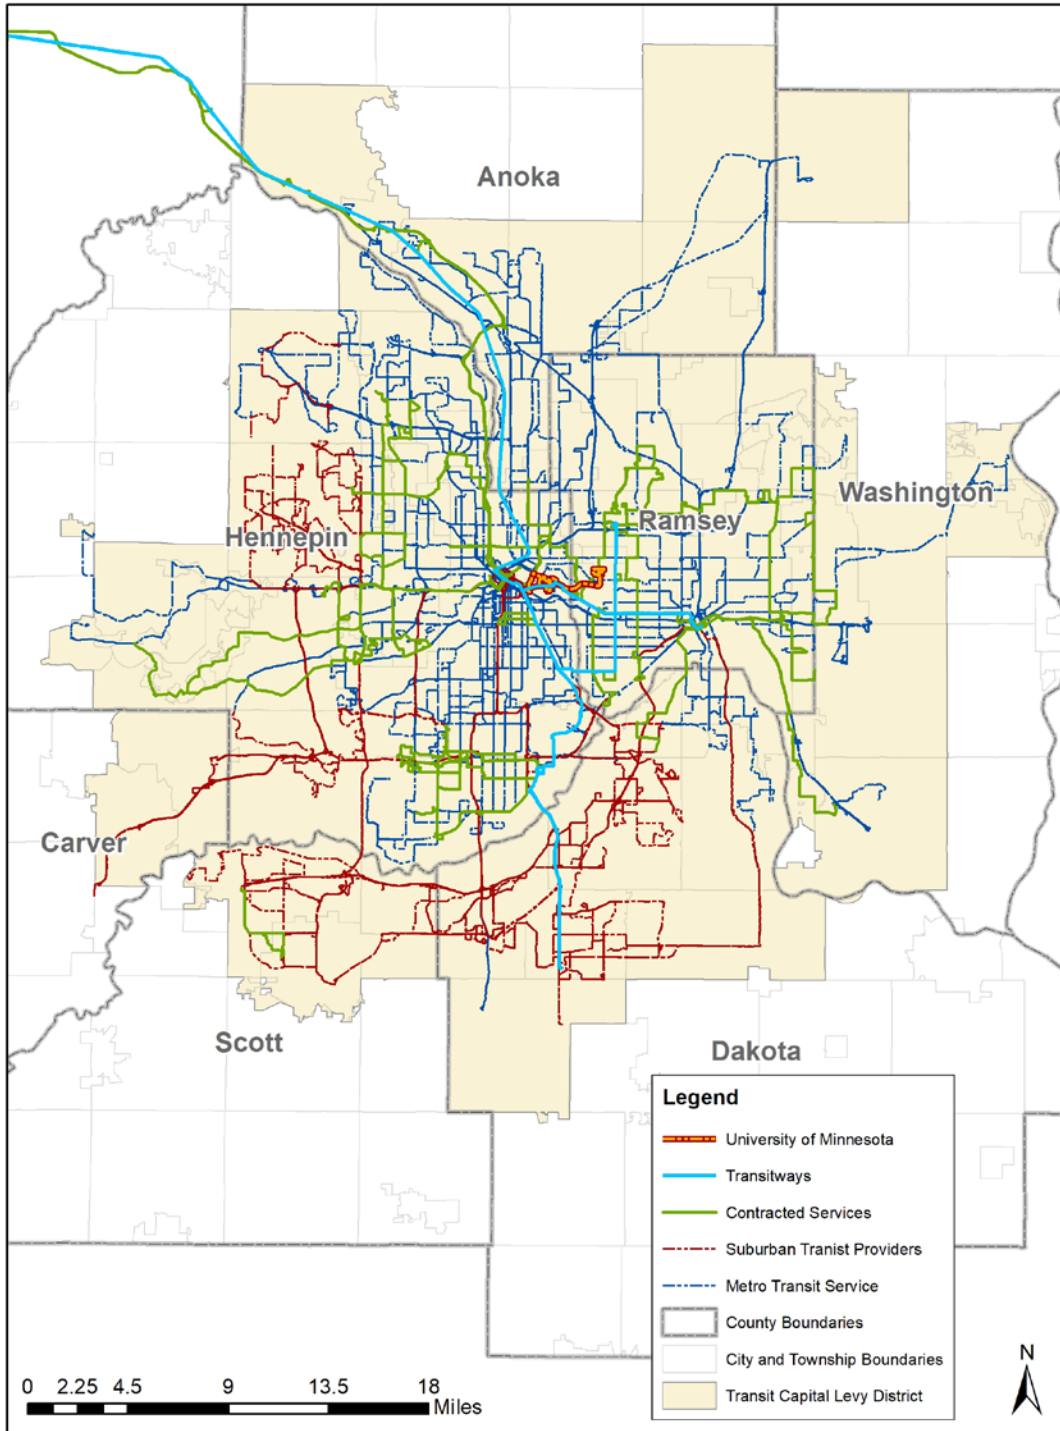 Anoka
Washington
Ramsey
Hennepin
Carver
Scott
Dakota
Legend
University of Minnesota
Transitways
Contracted Services
Suburban Tranist Providers
Metro Transit Service
County Boundaries
City and Township Boundaries
Transit Capital Levy District
N
0 2.25 4.5 9 13.5 18
Miles